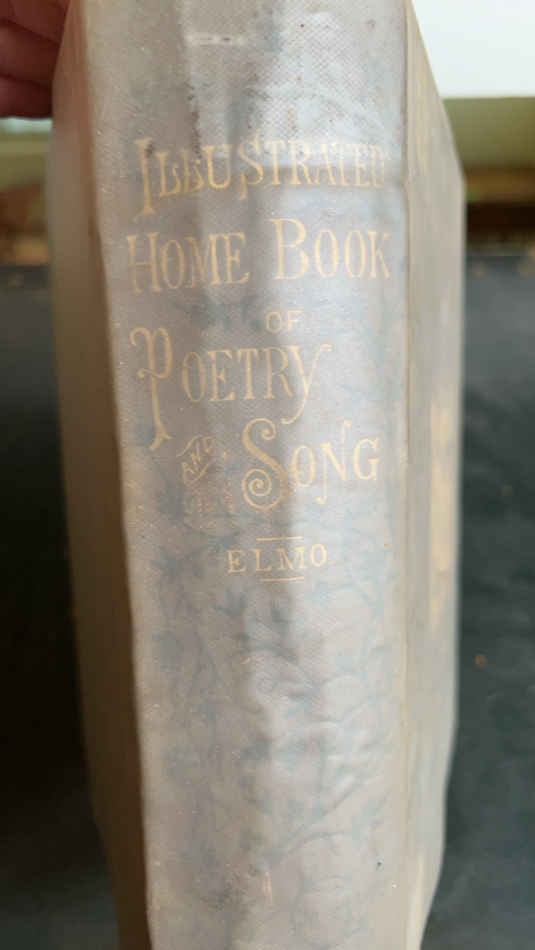 ILLUSTRATED
HOME BOOK
OF
POETRY
AND SONG
ELMO